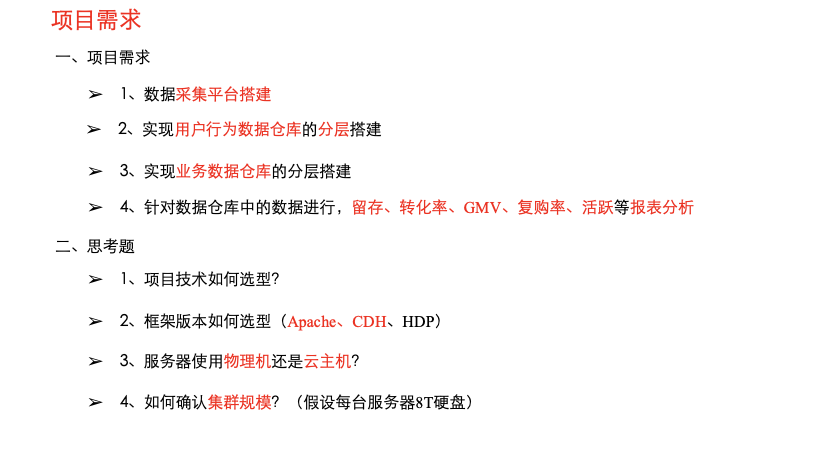 项目需求
一、项目需求
➢ 1、数据采集平台搭建
➢ 2、实现用户行为数据仓库的分层搭建
➢ 3、实现业务数据仓库的分层搭建
➢ 4、针对数据仓库中的数据进行，留存、转化率、GMV、复购率、活跃等报表分析
二、思考题
➢ 1、项目技术如何选型？
➢ 2、框架版本如何选型（Apache、CDH、HDP）
➢ 3、服务器使用物理机还是云主机？
➢ 4、如何确认集群规模？（假设每台服务器8T硬盘）